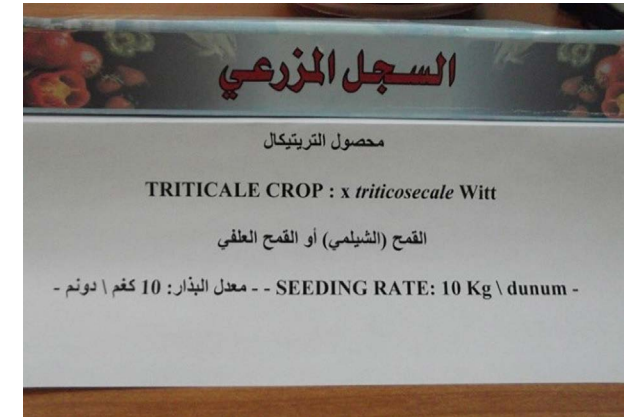 السجل المزرعي
محصول التريتيكال
TRITICALE CROP : x triticosecale Witt
القمح (الشيلمي) أو القمح العلفي
- SEEDING RATE: 10 Kg \ dunum - - معدل البذار: 10 كغم \ دونم -